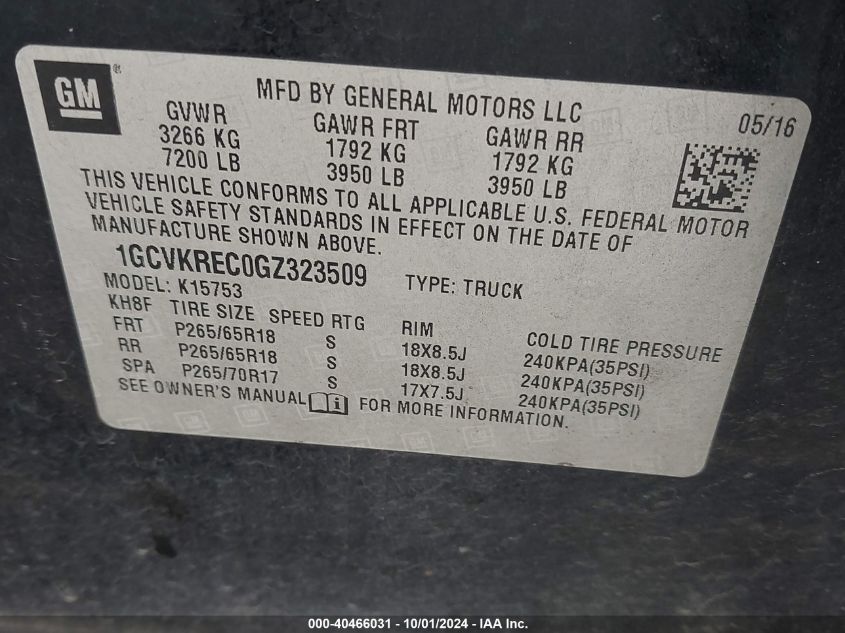 GM®
MFD BY GENERAL MOTORS LLC
05/16
GVWR GAWR FRT GAWR RR
3266 KG 1792 KG 1792 KG
7200 LB 3950 LB 3950 LB
THIS VEHICLE CONFORMS TO ALL APPLICABLE U.S. FEDERAL MOTOR
VEHICLE SAFETY STANDARDS IN EFFECT ON THE DATE OF
MANUFACTURE SHOWN ABOVE.
1GCVKREC0GZ323509 TYPE: TRUCK
MODEL: K15753
KH8F TIRE SIZE SPEED RTG RIM COLD TIRE PRESSURE
FRT P265/65R18 S 18X8.5J 240KPA(35PSI)
RR P265/65R18 S 18X8.5J 240KPA(35PSI)
SPA P265/70R17 S 17X7.5J 240KPA(35PSI)
SEE OWNER'S MANUAL i FOR MORE INFORMATION.
000-40466031 - 10/01/2024 - IAA Inc.